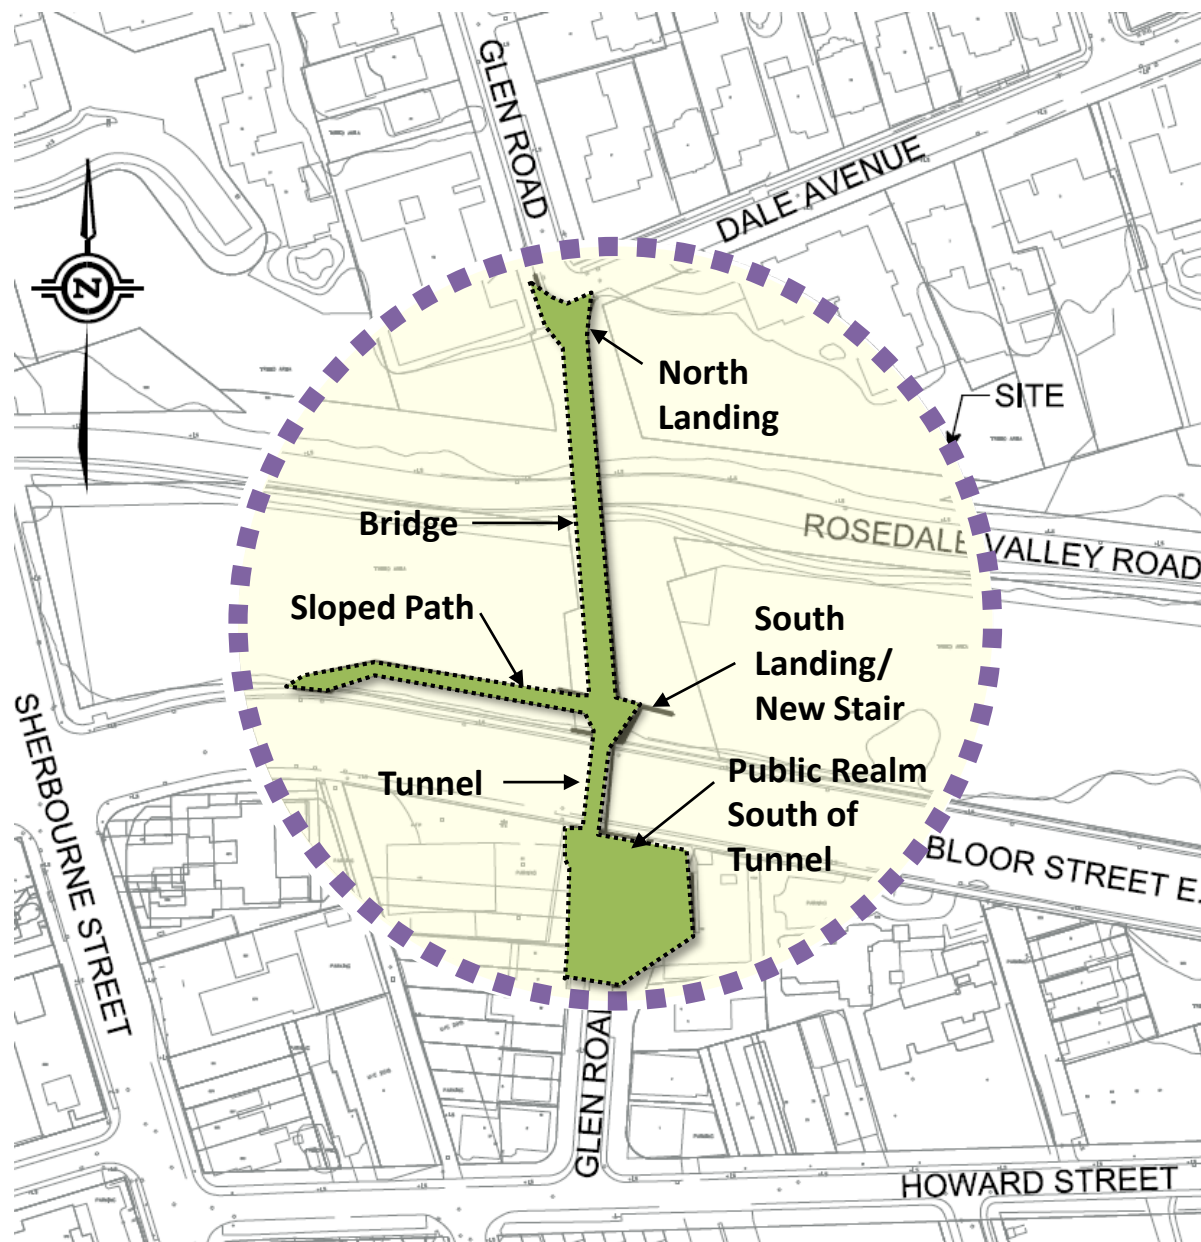 GLEN ROAD
DALE AVENUE
N
North
Landing
SITE
Bridge
ROSEDALE VALLEY ROAD
Sloped Path
South
Landing/
New Stair
SHERBOURNE STREET
Tunnel
Public Realm
South of
Tunnel
BLOOR STREET E.
GLEN ROA
HOWARD STREET